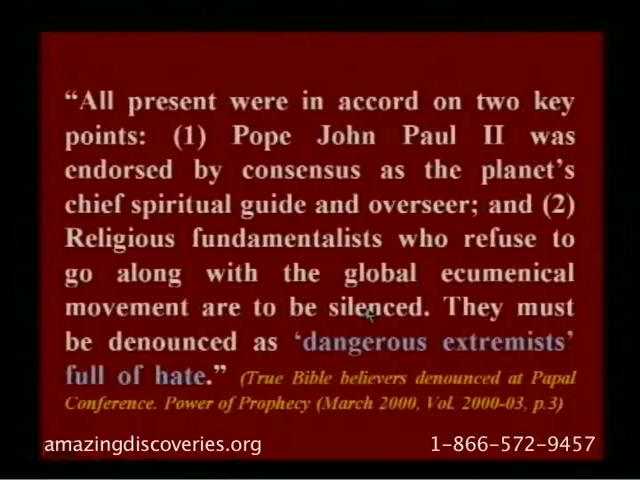 “All present were in accord on two key
points: (1) Pope John Paul II was
endorsed by consensus as the planet’s
chief spiritual guide and overseer; and (2)
Religious fundamentalists who refuse to
go along with the global ecumenical
movement are to be silenced. They must
be denounced as ‘dangerous extremists’
full of hate.” (True Bible believers denounced at Papal
Conference. Power of Prophecy (March 2000, Vol. 2000-03, p.3)
amazingdiscoveries.org 1-866-572-9457